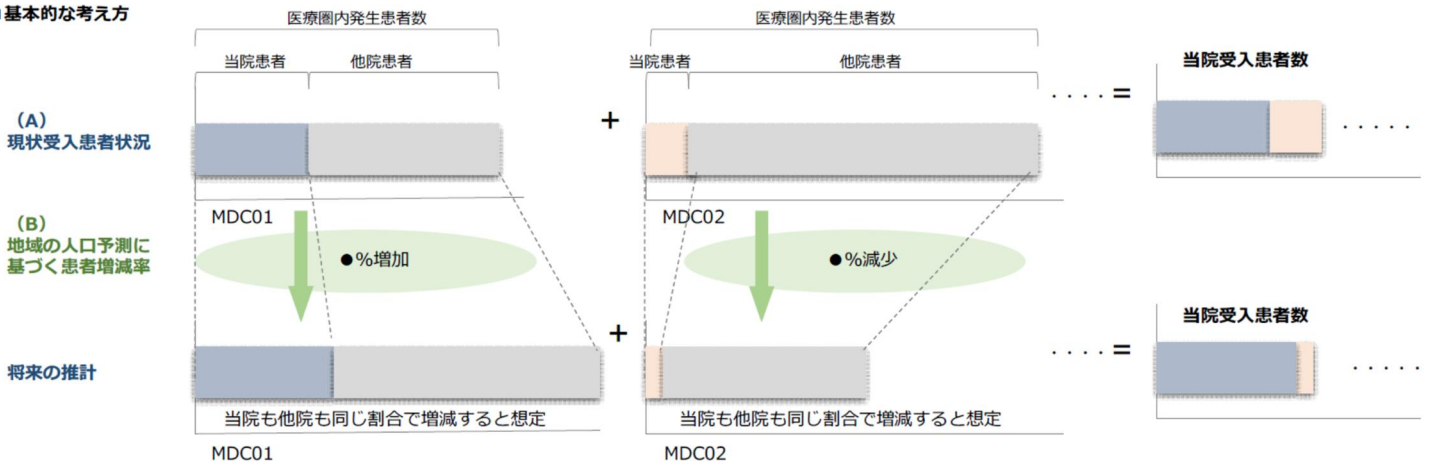 基本的な考え方
医療圏内発生患者数
医療圏内発生患者数
当院患者
他院患者
当院患者
他院患者
当院受入患者数
(A)
現状受入患者状況
+
・・・・=
・・・・・
MDC01
MDC02
(B)
地域の人口予測に
基づく患者増減率
●%増加
●%減少
当院受入患者数
将来の推計
+
・・・・=
・・・・・
当院も他院も同じ割合で増減すると想定
当院も他院も同じ割合で増減すると想定
MDC01
MDC02